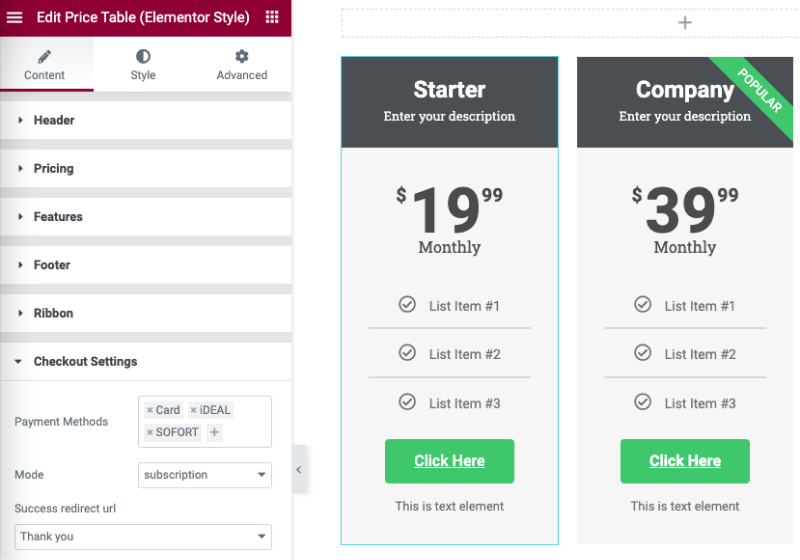 Edit Price Table (Elementor Style)
Content
Style
Advanced
Header
Pricing
Features
Footer
Ribbon
Checkout Settings
Payment Methods
× Card × iDEAL
× SOFORT +
Mode
subscription
Success redirect url
Thank you
Starter
Enter your description
$ 19 99
Monthly
List Item #1
List Item #2
List Item #3
Click Here
This is text element
Company
POPULAR
Enter your description
$ 39 99
Monthly
List Item #1
List Item #2
List Item #3
Click Here
This is text element